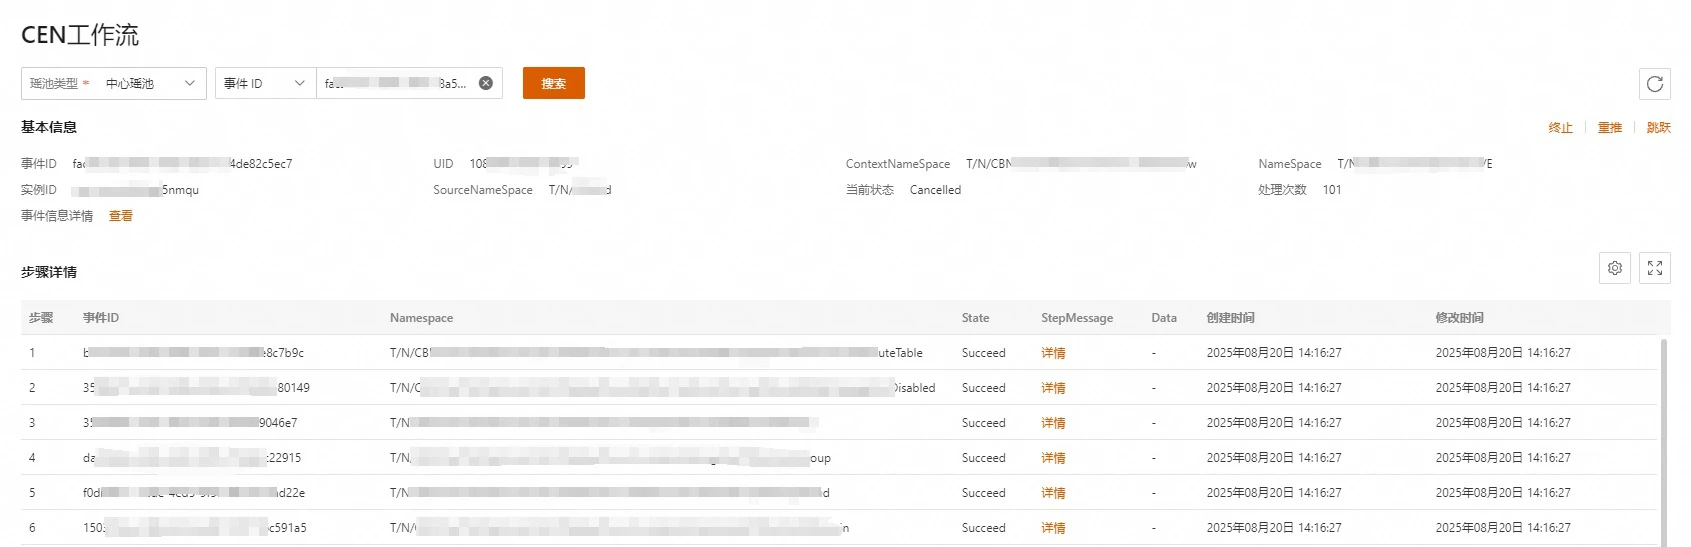 CEN工作流
瑶池类型 * 中心瑶池 事件 ID 8a5... 搜索
基本信息 终止 重推 跳跃
事件ID 4de82c5ec7 UID 108 ContextNameSpace T/N/CBN w NameSpace T/N /E
实例ID 5nmqu SourceNameSpace T/N/ d 当前状态 Cancelled 处理次数 101
事件信息详情 查看
步骤详情
步骤 事件ID Namespace State StepMessage Data 创建时间 修改时间
1 e8c7b9c T/N/CB uteTable Succeed 详情 - 2025年08月20日 14:16:27 2025年08月20日 14:16:27
2 35 80149 T/N/C Disabled Succeed 详情 - 2025年08月20日 14:16:27 2025年08月20日 14:16:27
3 9046e7 T/N Succeed 详情 - 2025年08月20日 14:16:27 2025年08月20日 14:16:27
4 da 22915 T/N/ oup Succeed 详情 - 2025年08月20日 14:16:27 2025年08月20日 14:16:27
5 f0d d22e T/N d Succeed 详情 - 2025年08月20日 14:16:27 2025年08月20日 14:16:27
6 150 c591a5 T/N/ in Succeed 详情 - 2025年08月20日 14:16:27 2025年08月20日 14:16:27